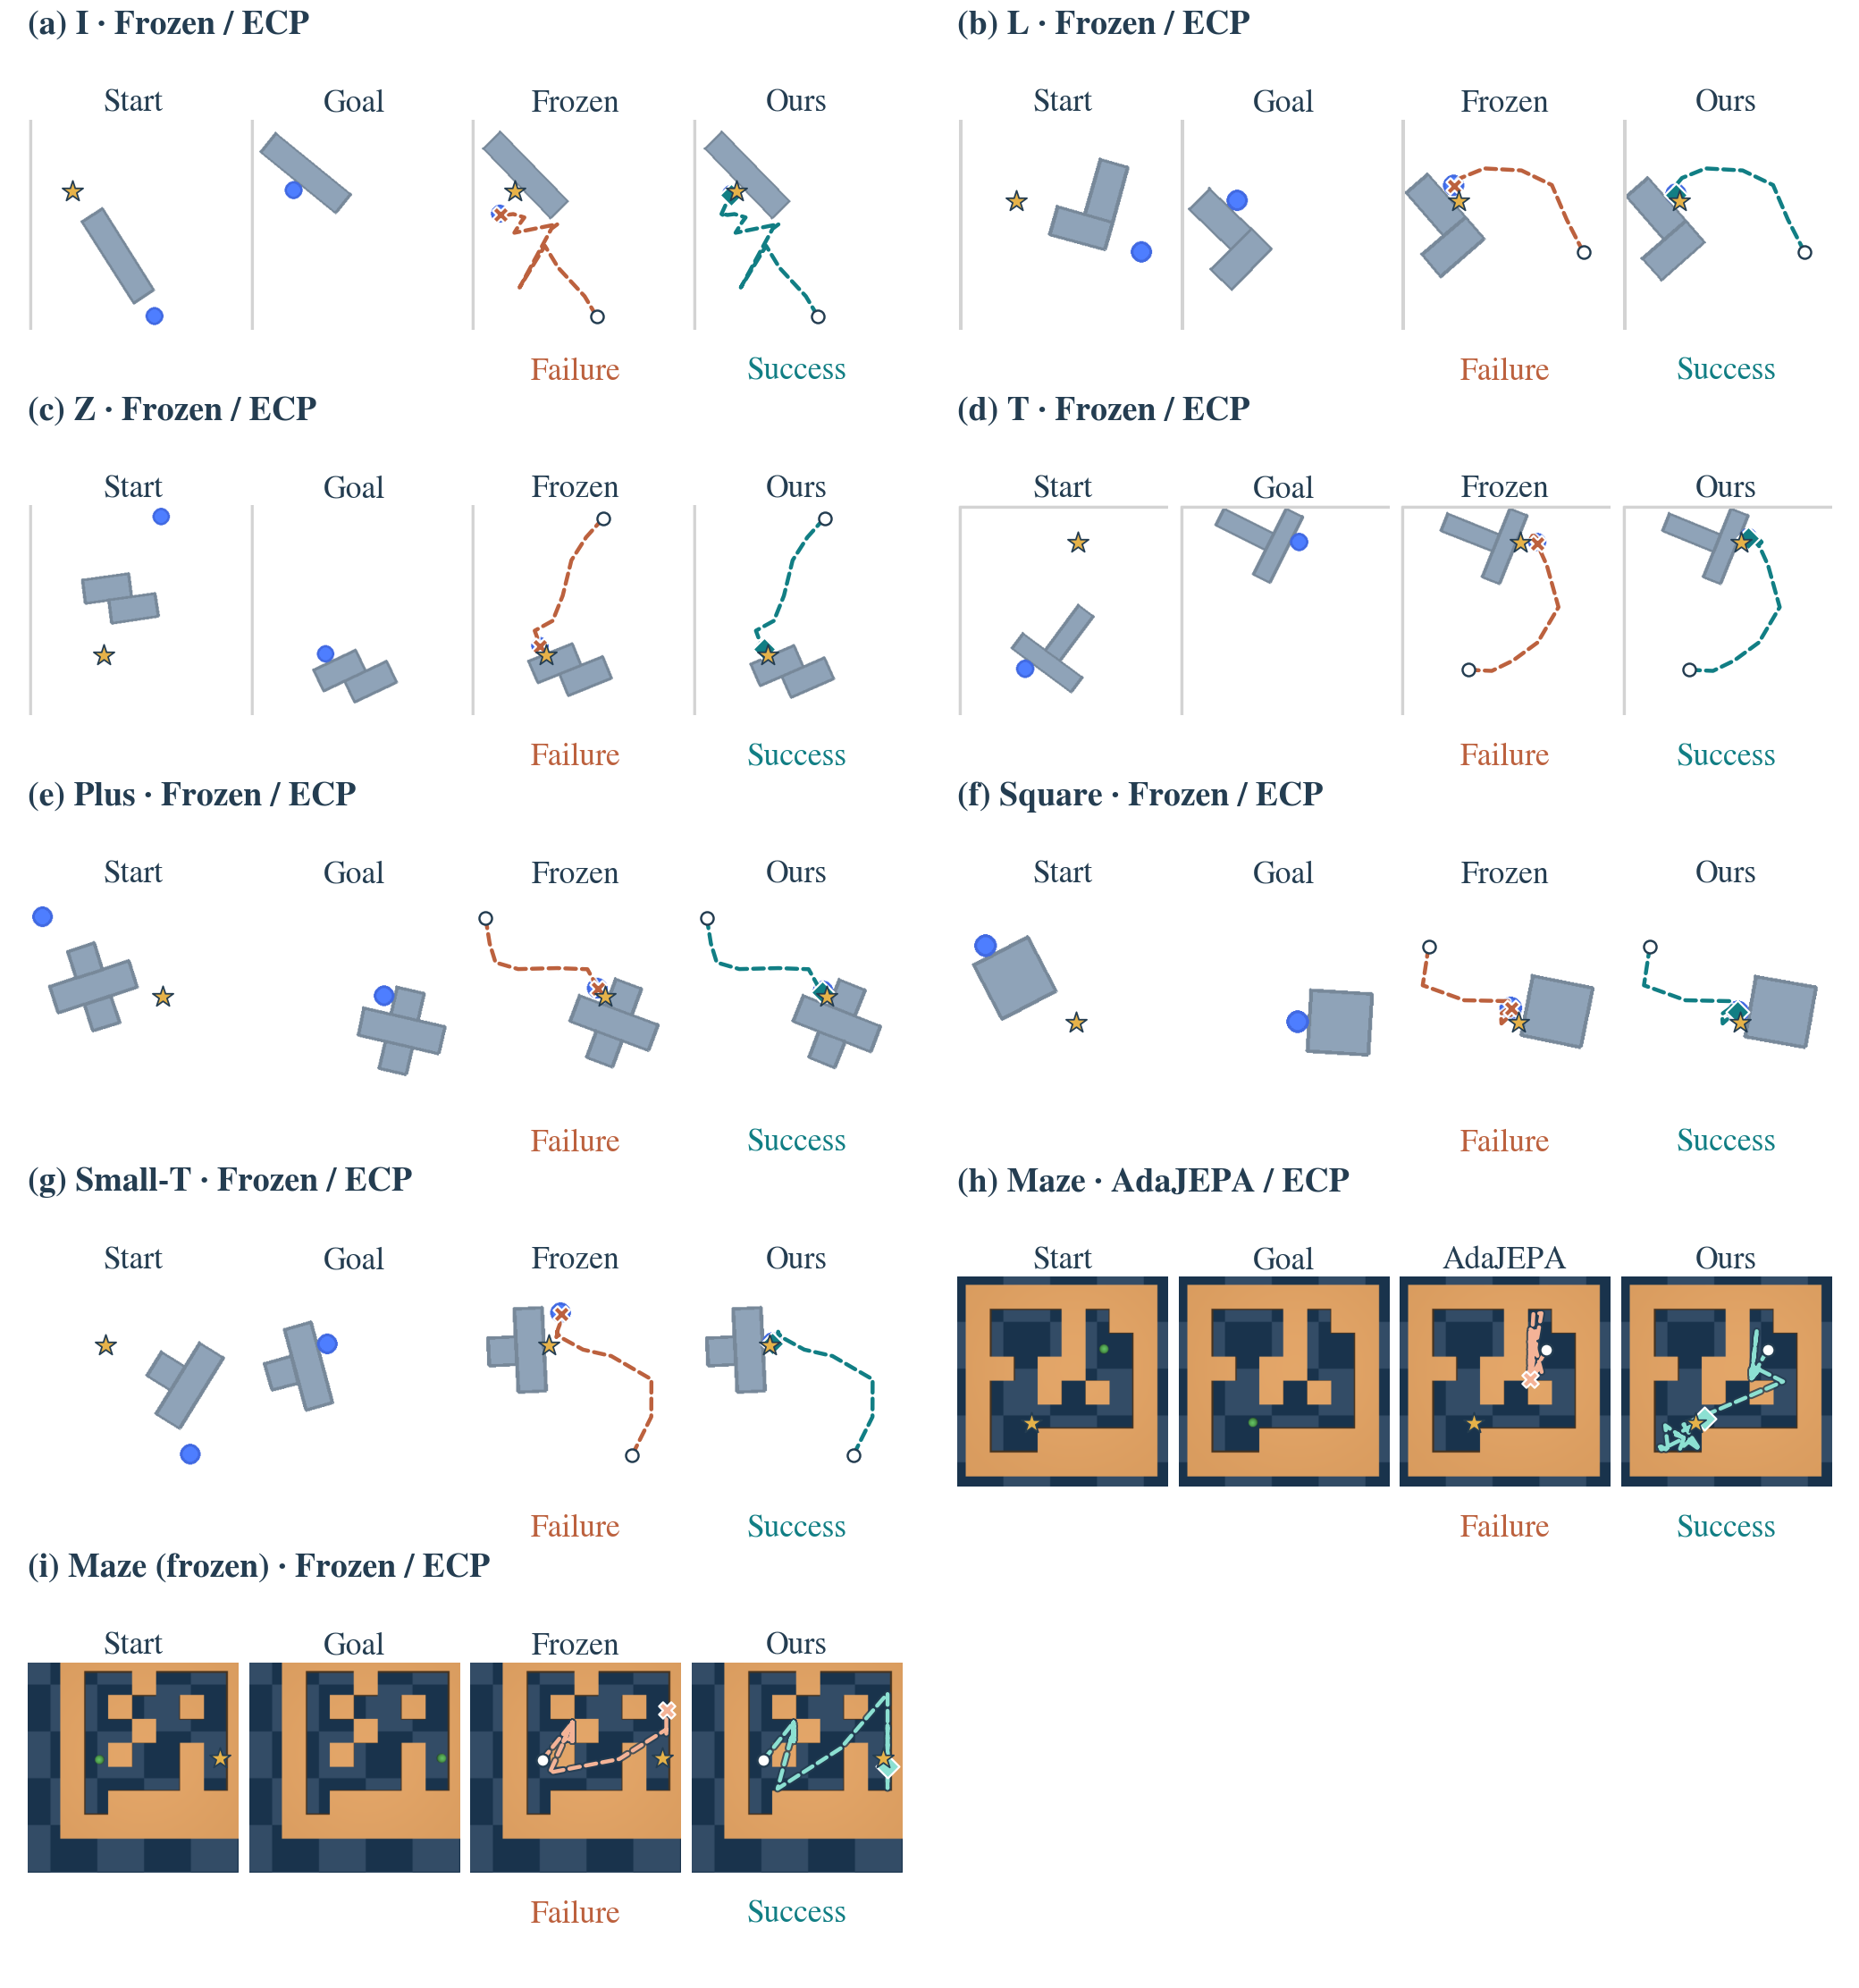 (a) I · Frozen / ECP
Start Goal Frozen Ours
Failure Success
(b) L · Frozen / ECP
Start Goal Frozen Ours
Failure Success
(c) Z · Frozen / ECP
Start Goal Frozen Ours
Failure Success
(d) T · Frozen / ECP
Start Goal Frozen Ours
Failure Success
(e) Plus · Frozen / ECP
Start Goal Frozen Ours
Failure Success
(f) Square · Frozen / ECP
Start Goal Frozen Ours
Failure Success
(g) Small-T · Frozen / ECP
Start Goal Frozen Ours
Failure Success
(h) Maze · AdaJEPA / ECP
Start Goal AdaJEPA Ours
Failure Success
(i) Maze (frozen) · Frozen / ECP
Start Goal Frozen Ours
Failure Success